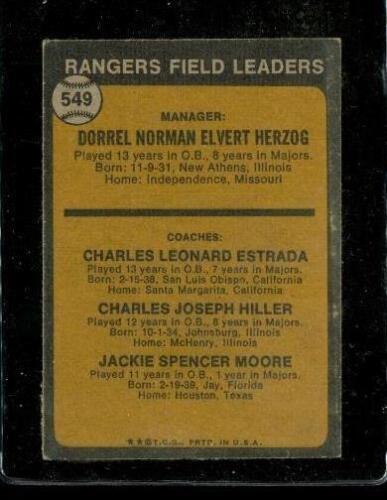 RANGERS FIELD LEADERS
549
MANAGER:
DORREL NORMAN ELVERT HERZOG
Played 13 years in O.B., 8 years in Majors.
Born: 11-9-31, New Athens, Illinois
Home: Independence, Missouri
COACHES:
CHARLES LEONARD ESTRADA
Played 13 years in O.B., 7 years in Majors.
Born: 2-15-38, San Luis Obispo, California
Home: Santa Margarita, California
CHARLES JOSEPH HILLER
Played 12 years in O.B., 8 years in Majors.
Born: 10-1-34, Johnsburg, Illinois
Home: McHenry, Illinois
JACKIE SPENCER MOORE
Played 11 years in O.B., 1 year in Majors.
Born: 2-19-39, Jay, Florida
Home: Houston, Texas
★★©T.C.G. PRTD. IN U.S.A.